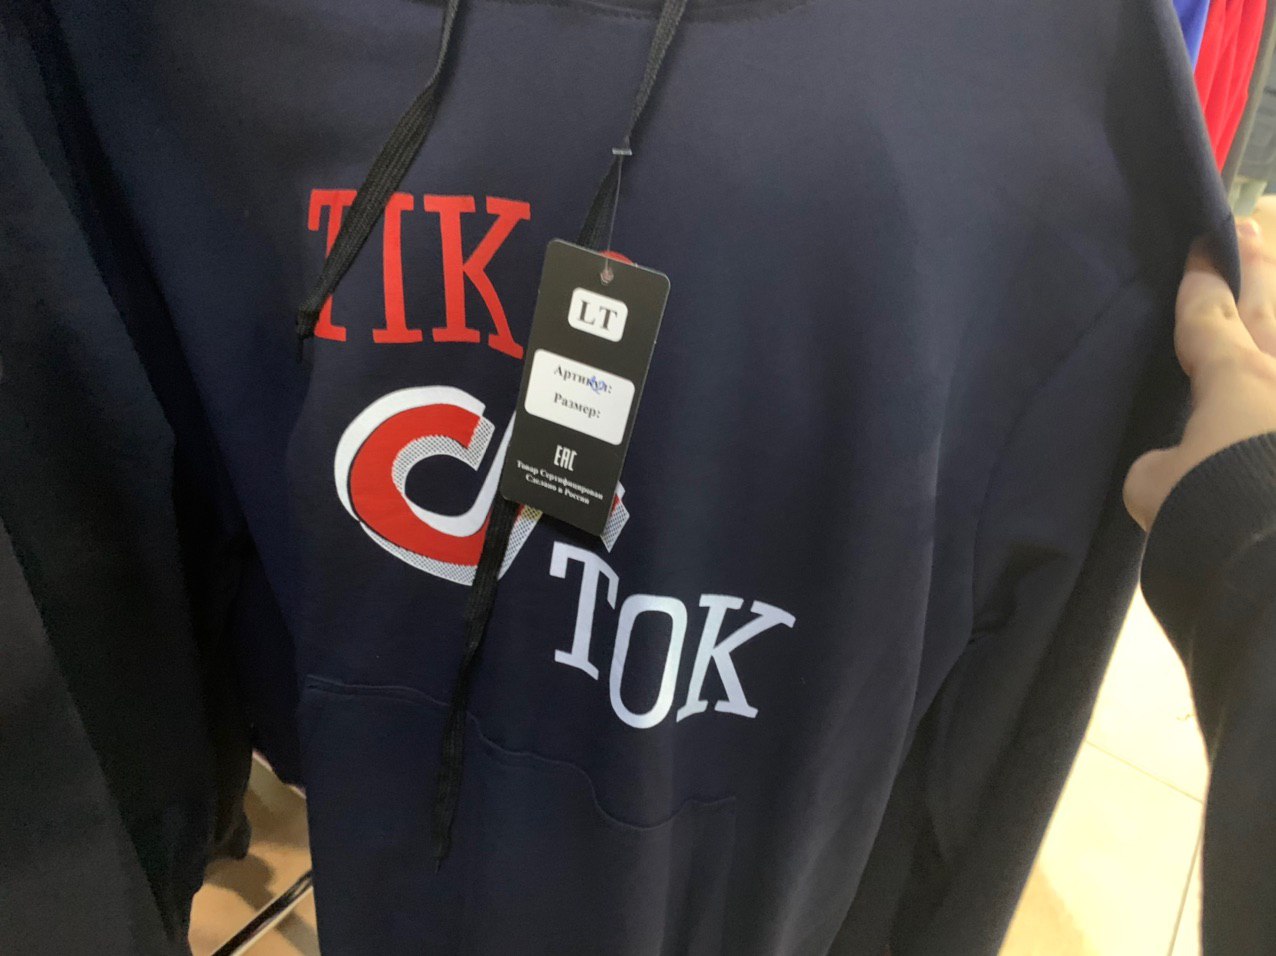 TIK
TOK
LT
Артикул:
Размер:
EAC
Товар Сертифицирован
Сделано в России